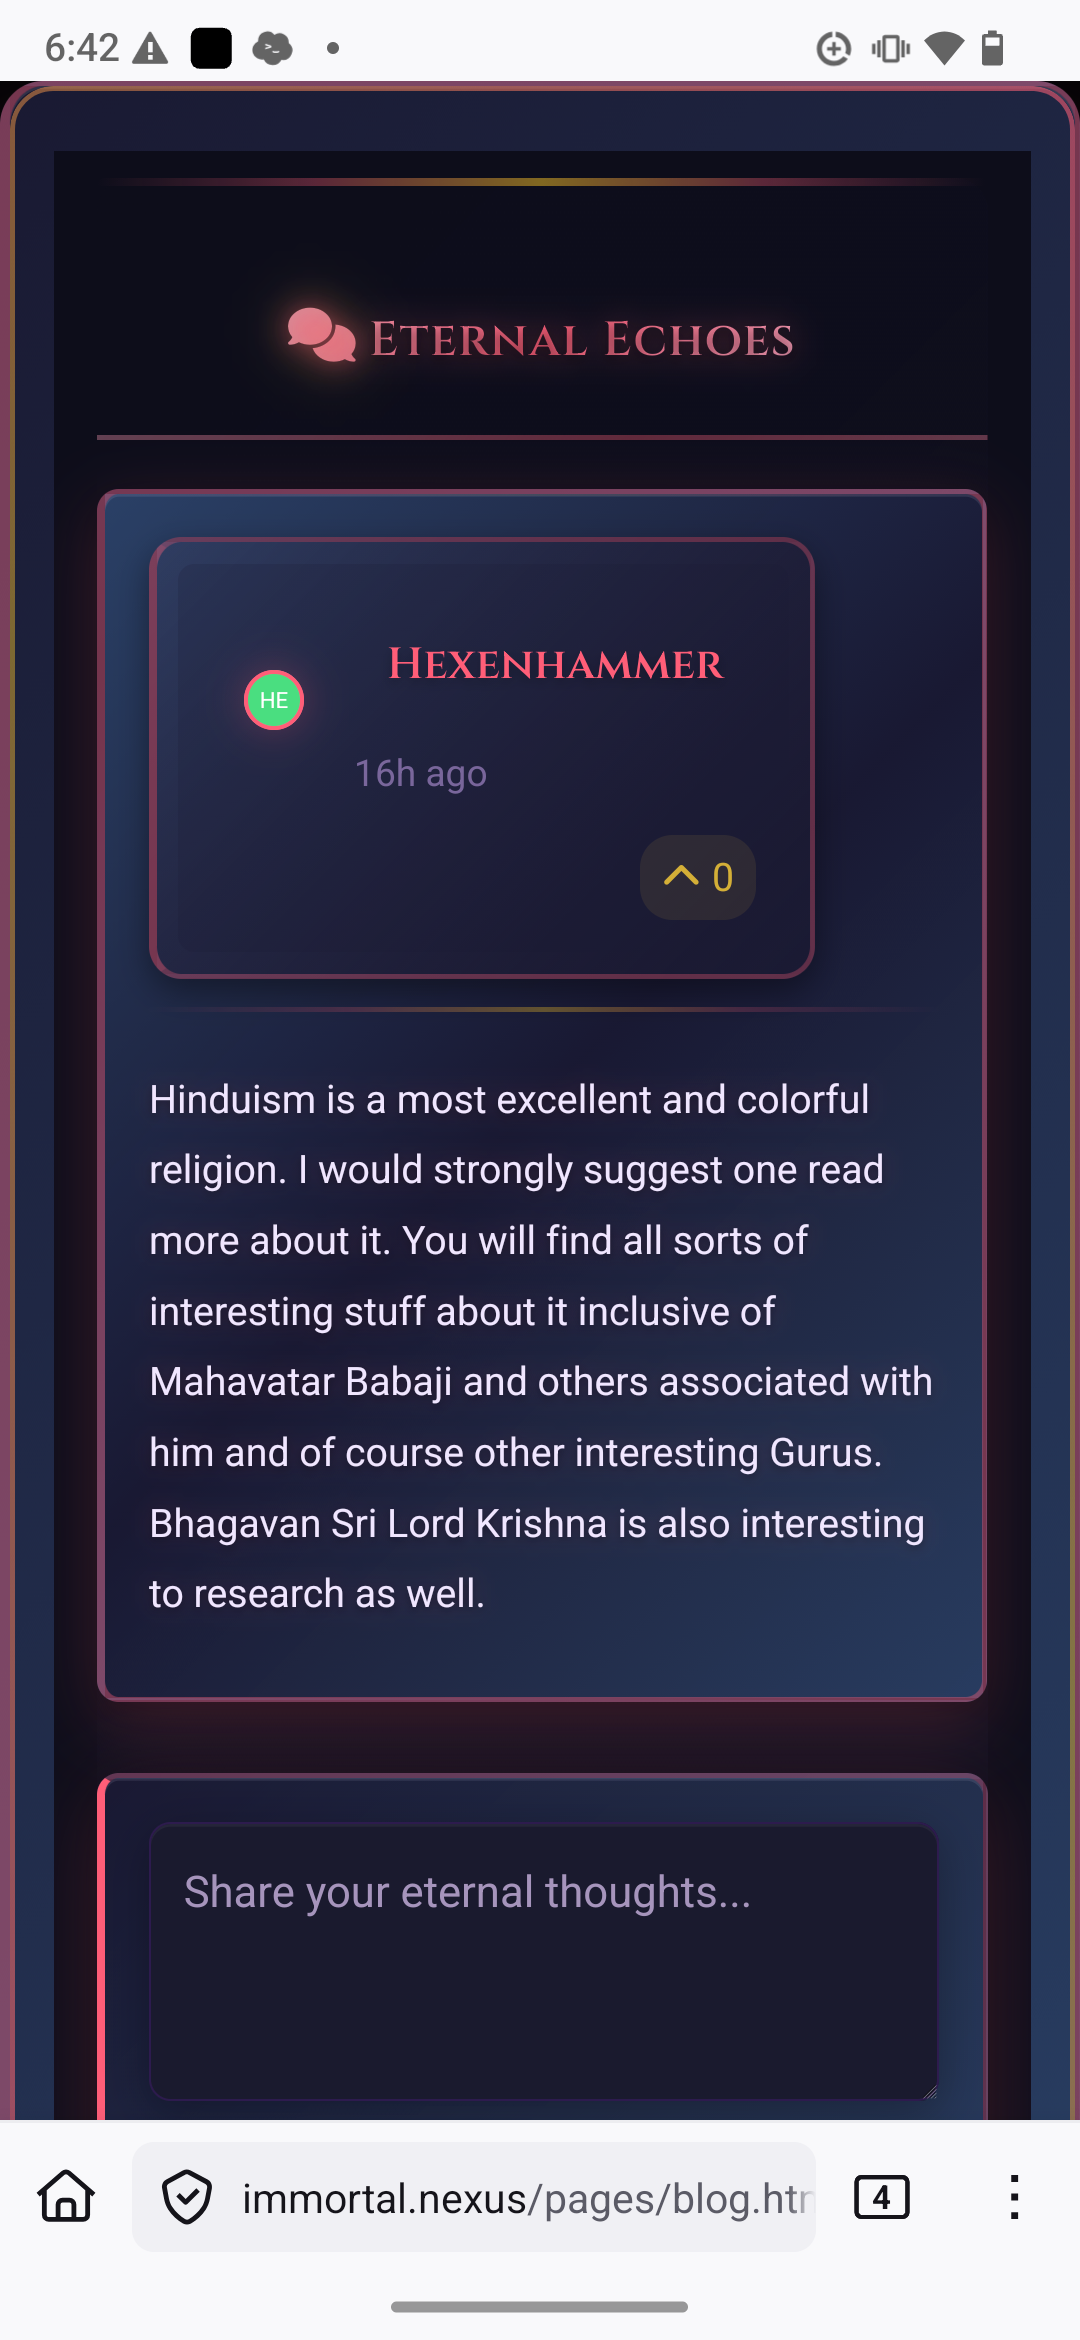 6:42
Eternal Echoes
Hexenhammer
HE
16h ago
0
Hinduism is a most excellent and colorful
religion. I would strongly suggest one read
more about it. You will find all sorts of
interesting stuff about it inclusive of
Mahavatar Babaji and others associated with
him and of course other interesting Gurus.
Bhagavan Sri Lord Krishna is also interesting
to research as well.
Share your eternal thoughts...
immortal.nexus/pages/blog.htm
4